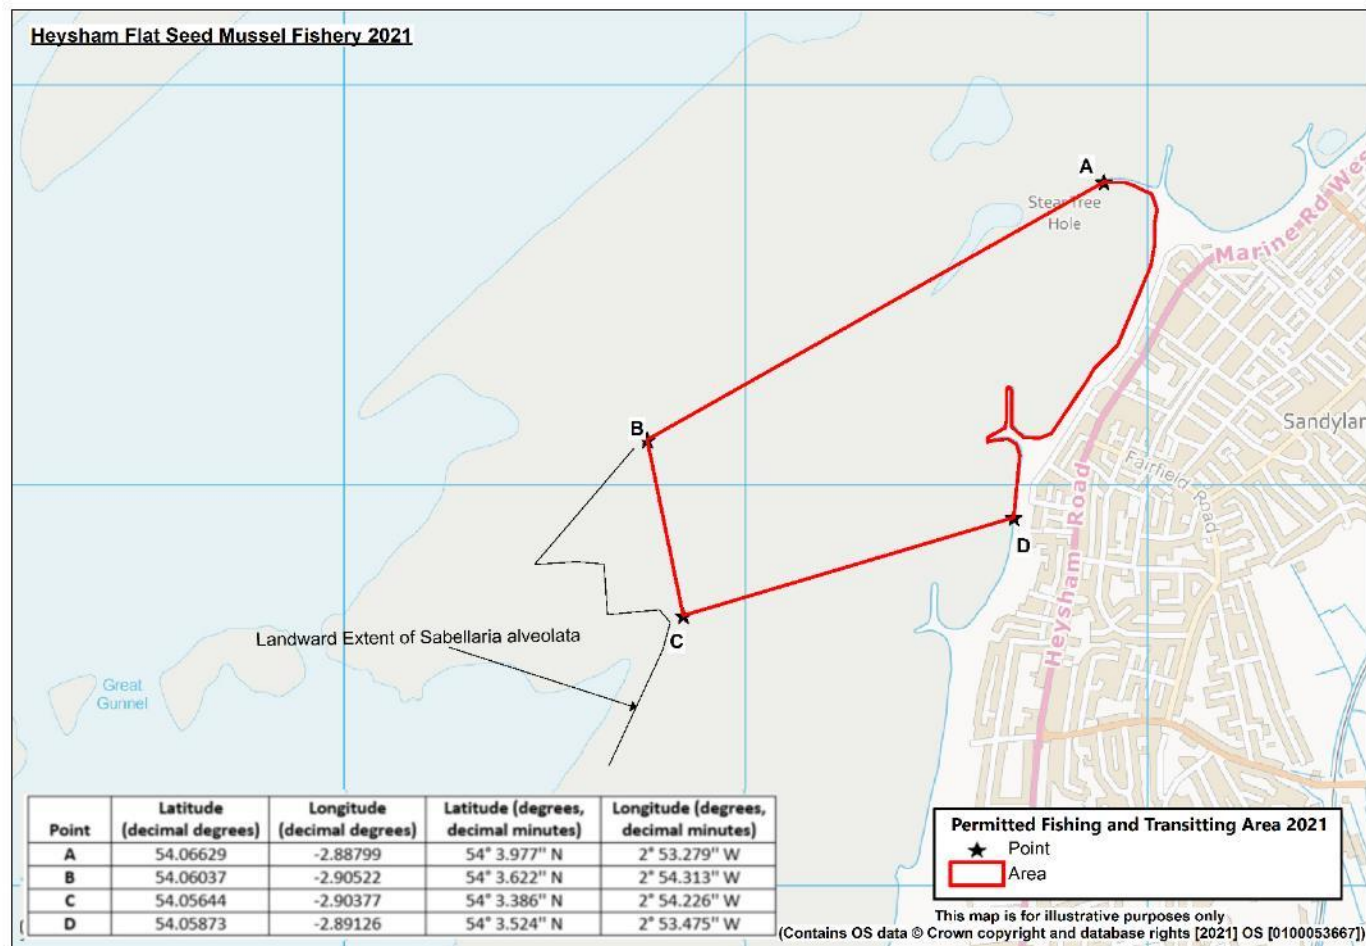 Heysham Flat Seed Mussel Fishery 2021
A
Stear Tree
Hole
Marine Rd Wes
Sandylan
B
Fairfield Road
Heysham Road
D
C
Landward Extent of Sabellaria alveolata
Great
Gunnel
Point Latitude (decimal degrees) Longitude (decimal degrees) Latitude (degrees, decimal minutes) Longitude (degrees, decimal minutes)
A 54.06629 -2.88799 54° 3.977" N 2° 53.279" W
B 54.06037 -2.90522 54° 3.622" N 2° 54.313" W
C 54.05644 -2.90377 54° 3.386" N 2° 54.226" W
D 54.05873 -2.89126 54° 3.524" N 2° 53.475" W
Permitted Fishing and Transitting Area 2021
Point
Area
This map is for illustrative purposes only
(Contains OS data © Crown copyright and database rights [2021] OS [0100053667])